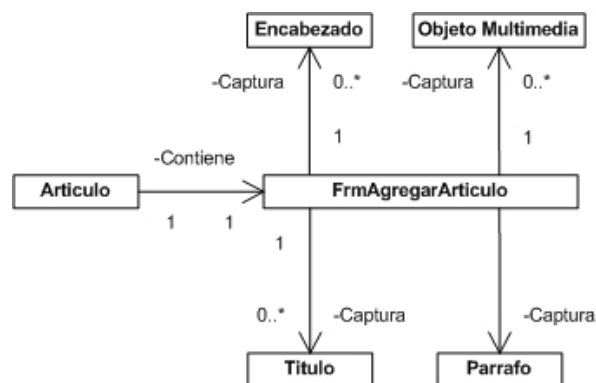 Encabezado
Objeto Multimedia
-Captura
0..*
-Captura
0..*
1
1
-Contiene
Articulo
FrmAgregarArticulo
1
1
1
0..*
-Captura
-Captura
Titulo
Parrafo